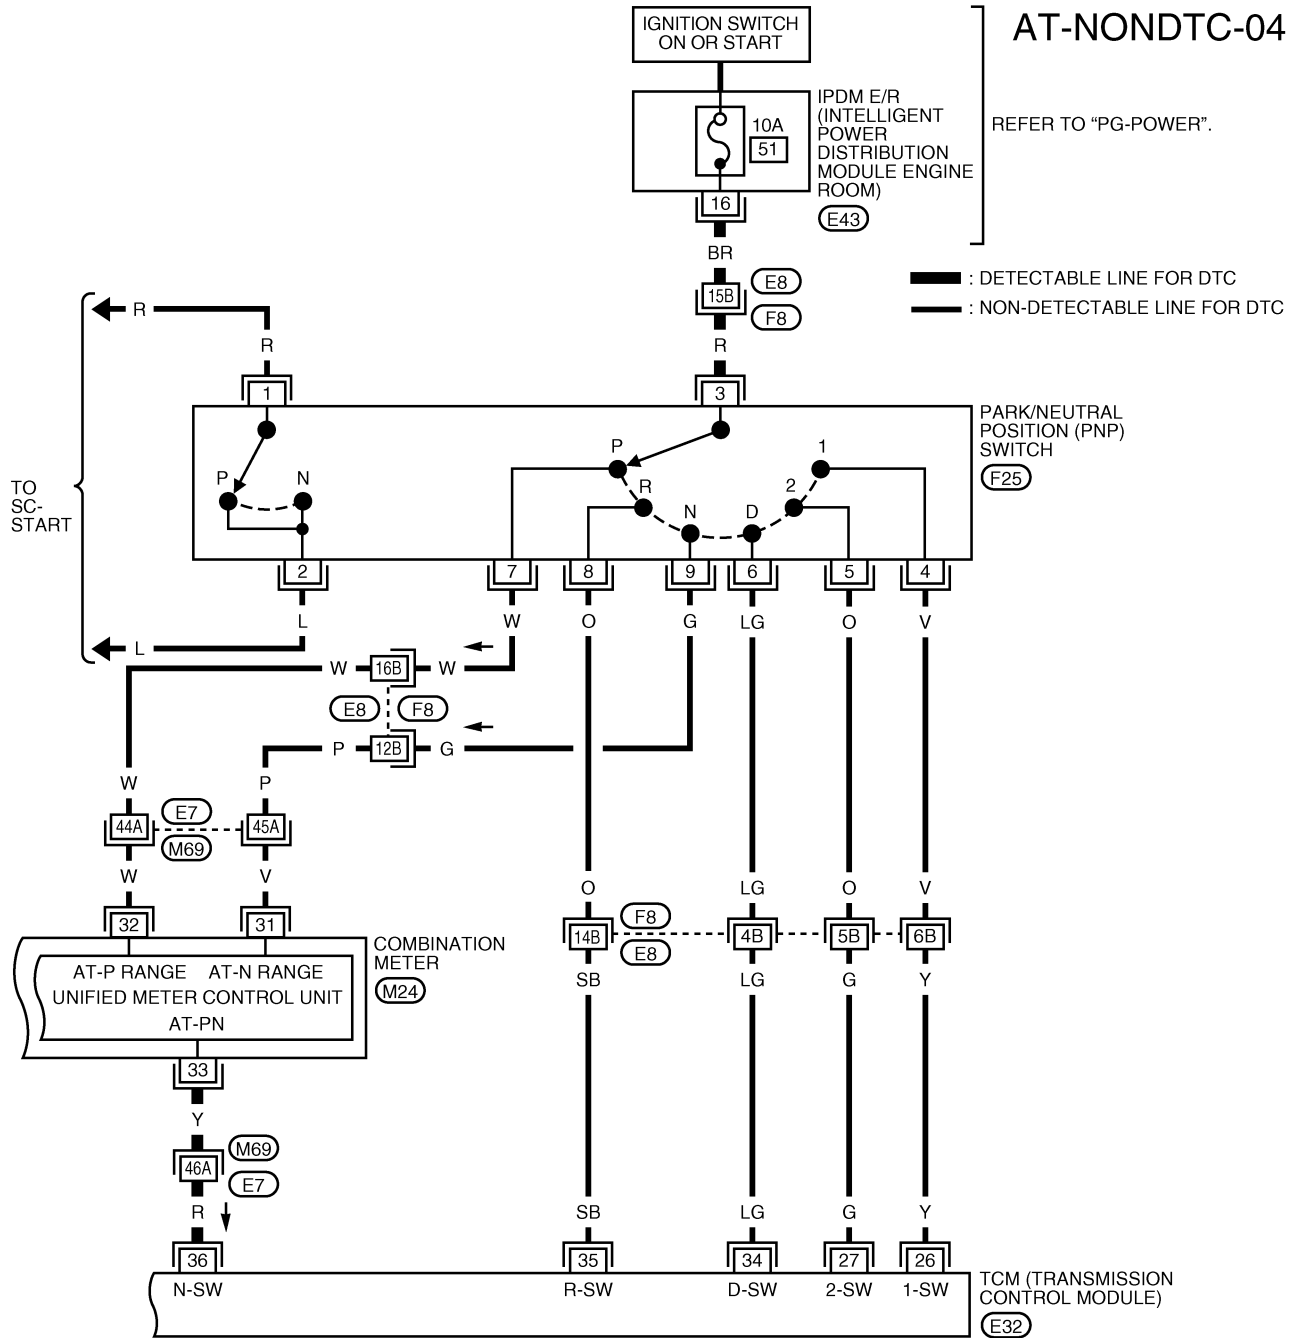 AT-NONDTC-04
IGNITION SWITCH
ON OR START
IPDM E/R
(INTELLIGENT
POWER
DISTRIBUTION
MODULE ENGINE
ROOM)
E43
10A
51
REFER TO “PG-POWER”.
16
BR
15B
E8
F8
R
: DETECTABLE LINE FOR DTC
: NON-DETECTABLE LINE FOR DTC
R
R
1
3
PARK/NEUTRAL
POSITION (PNP)
SWITCH
F25
P N
P R N D 2 1
TO
SC-
START
2 7 8 9 6 5 4
L W O G LG O V
L
W 16B W
E8 F8
P 12B G
W P
44A E7 M69 45A
W V
32 31
COMBINATION
METER
M24
AT-P RANGE AT-N RANGE
UNIFIED METER CONTROL UNIT
AT-PN
33
Y
46A
M69
E7
R
O LG O V
14B F8 E8 4B 5B 6B
SB LG G Y
SB LG G Y
36 35 34 27 26
N-SW R-SW D-SW 2-SW 1-SW
TCM (TRANSMISSION
CONTROL MODULE)
E32